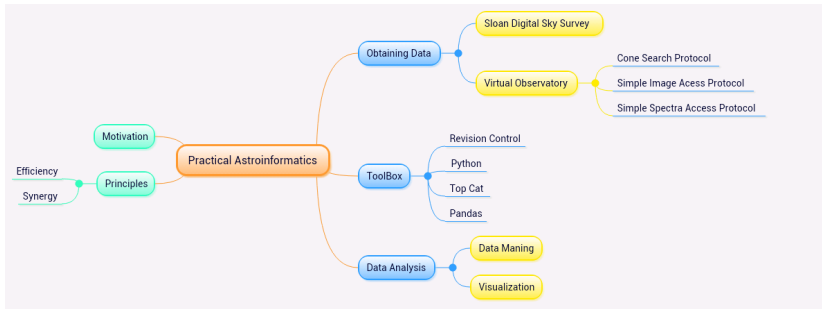 Practical Astroinformatics
Motivation
Principles
Efficiency
Synergy
Obtaining Data
Sloan Digital Sky Survey
Virtual Observatory
Cone Search Protocol
Simple Image Acess Protocol
Simple Spectra Access Protocol
ToolBox
Revision Control
Python
Top Cat
Pandas
Data Analysis
Data Maning
Visualization